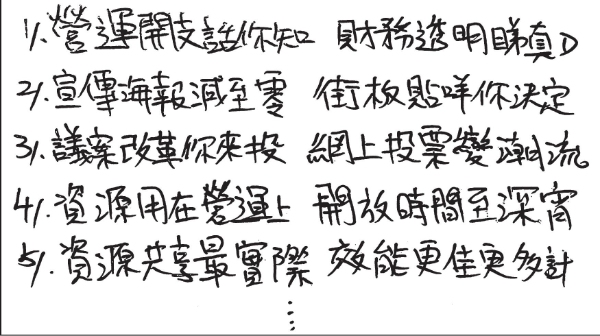 1/.營運開支話你知 財務透明睇真D
2/.宣傳海報減至零 街板貼咩你決定
3/.議案改革你來投 網上投票變潮流
4/.資源用在營運上 開放時間至深宵
5/.資源共享最實際 效能更佳更多計
⋮